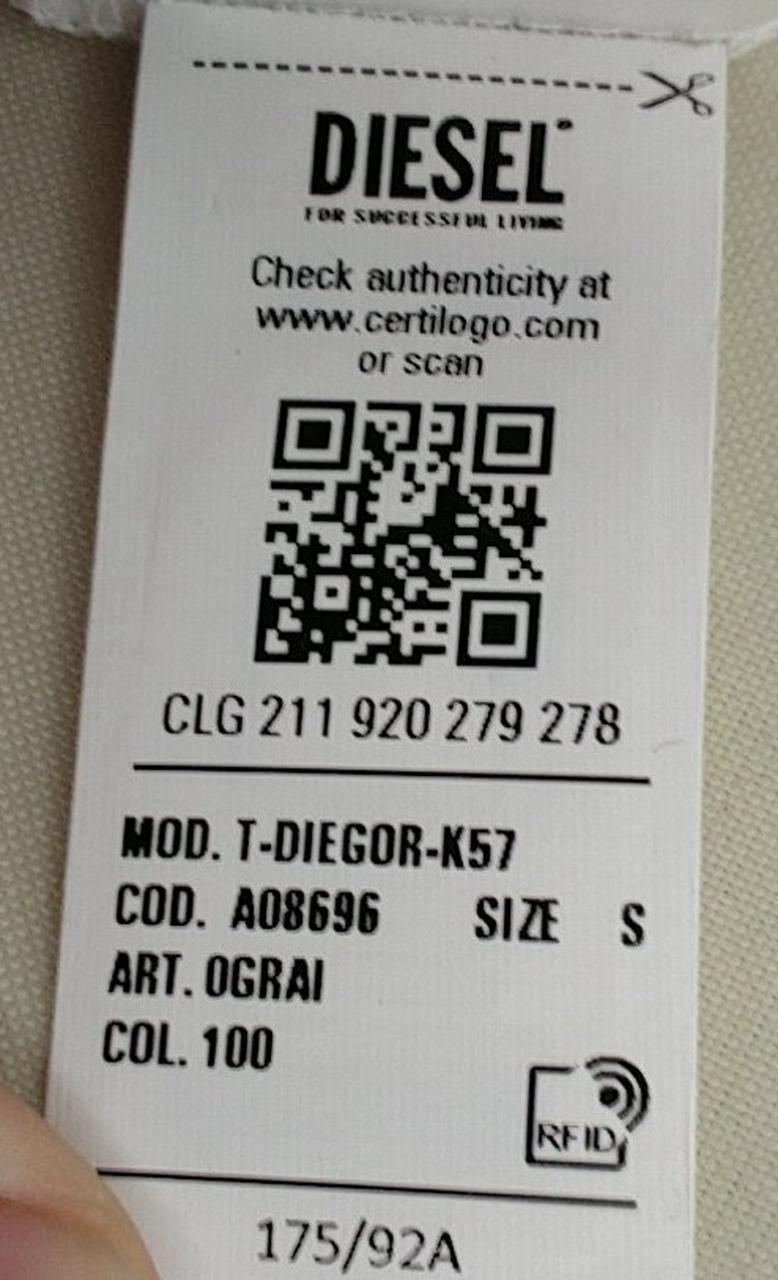 DIESEL
FOR SUCCESSFUL LIVING
Check authenticity at
www.certilogo.com
or scan
CLG 211 920 279 278
MOD. T-DIEGOR-K57
COD. A08696 SIZE S
ART. 0GRAI
COL. 100
RFID
175/92A